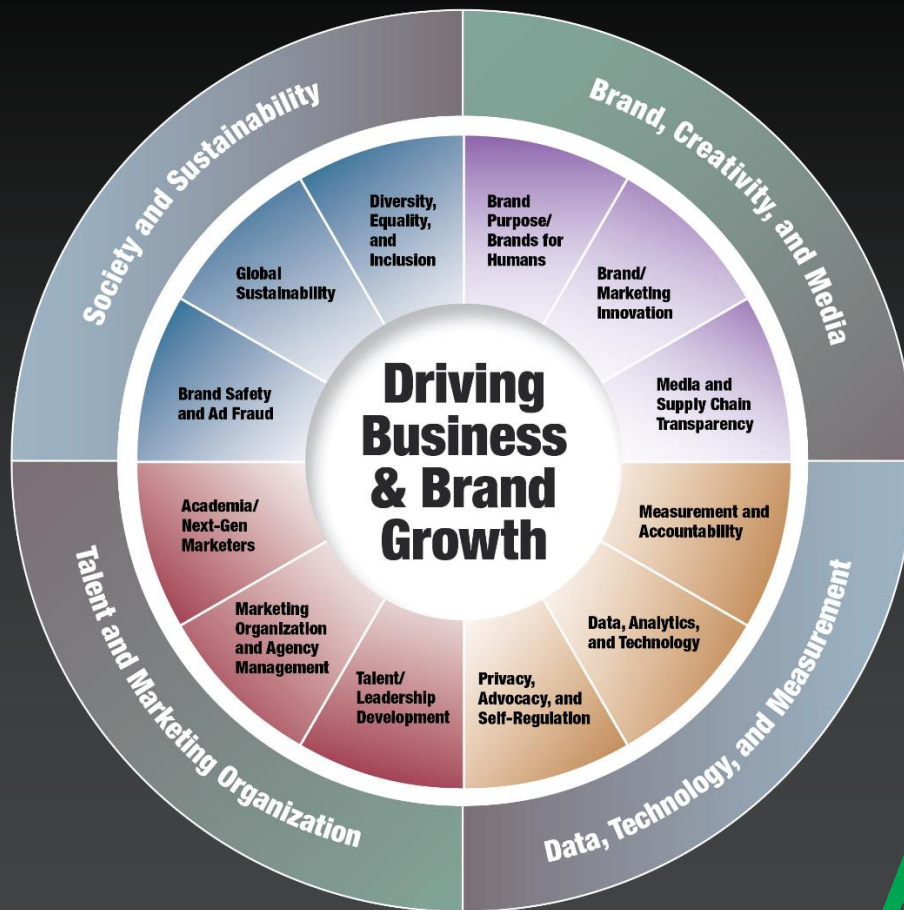 Society and Sustainability
Brand, Creativity, and Media
Diversity,
Equality,
and
Inclusion
Brand
Purpose/
Brands for
Humans
Global
Sustainability
Brand/
Marketing
Innovation
Brand Safety
and Ad Fraud
Media and
Supply Chain
Transparency
Driving
Business
& Brand
Growth
Academia/
Next-Gen
Marketers
Measurement and
Accountability
Marketing
Organization
and Agency
Management
Data, Analytics,
and Technology
Talent/
Leadership
Development
Privacy,
Advocacy, and
Self-Regulation
Talent and Marketing Organization
Data, Technology, and Measurement